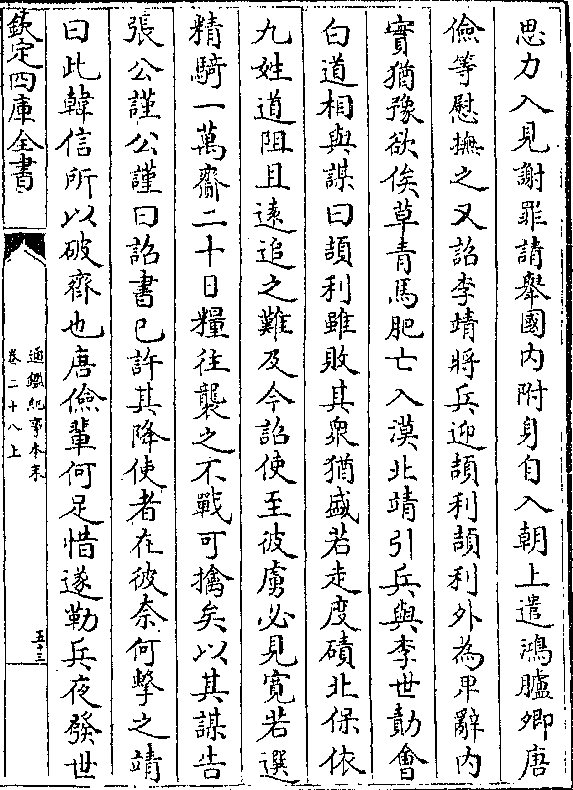 思力入見謝罪請舉國內附身自入朝上遣鴻臚卿唐
儉等慰撫之又詔李靖將兵迎頡利頡利外為卑辭內
實猶豫欲俟草青馬肥亡入漠北靖引兵與李世勣會
白道相與謀曰頡利雖敗其衆猶盛若走度磧北保依
九姓道阻且逺追之難及今詔使至彼虜必見寛若選
精騎一萬齎二十日糧往襲之不戰可擒矣以其謀告
張公謹公謹曰詔書已許其降使者在彼奈何擊之靖
曰此韓信所以破齊也唐儉輩何足惜遂勒兵夜發世
欽定四庫全書
通鑑紀事本末
卷二十八上
五十三